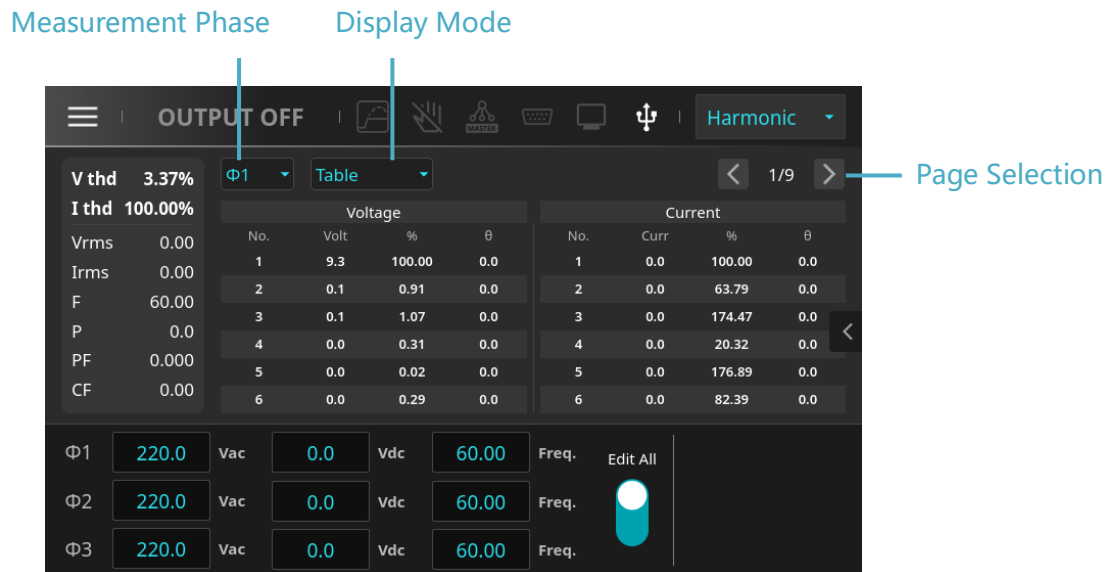 Measurement Phase Display Mode
OUTPUT OFF MASTER Harmonic
V thd 3.37% Φ1 Table 1/9 Page Selection
I thd 100.00% Voltage Current
No. Volt % θ No. Curr % θ
Vrms 0.00
1 9.3 100.00 0.0 1 0.0 100.00 0.0
Irms 0.00
2 0.1 0.91 0.0 2 0.0 63.79 0.0
F 60.00
3 0.1 1.07 0.0 3 0.0 174.47 0.0
P 0.0
4 0.0 0.31 0.0 4 0.0 20.32 0.0
PF 0.000
5 0.0 0.02 0.0 5 0.0 176.89 0.0
CF 0.00
6 0.0 0.29 0.0 6 0.0 82.39 0.0
Φ1 220.0 Vac 0.0 Vdc 60.00 Freq. Edit All
Φ2 220.0 Vac 0.0 Vdc 60.00 Freq.
Φ3 220.0 Vac 0.0 Vdc 60.00 Freq.